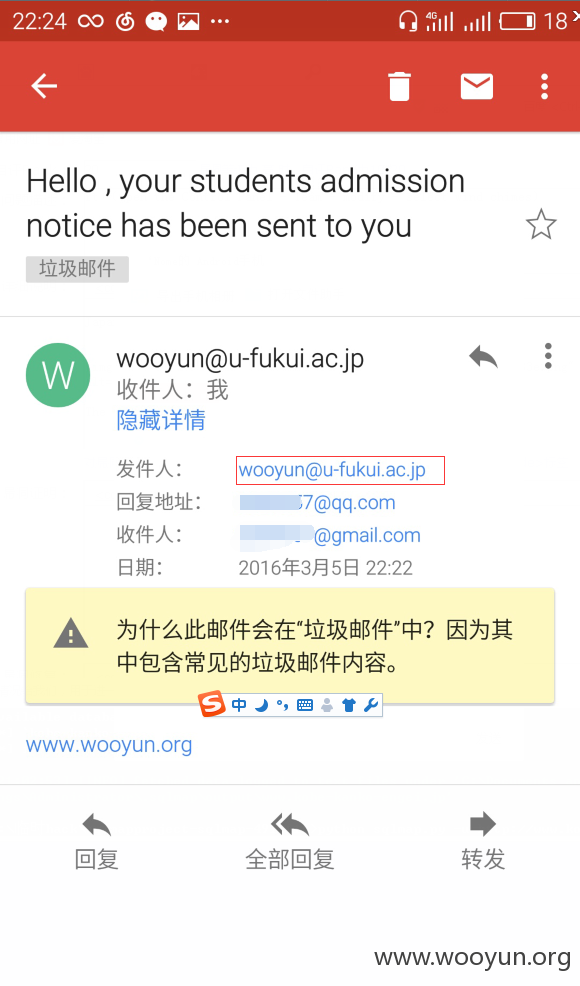 22:24 4G 18
Hello , your students admission
notice has been sent to you
垃圾邮件
W
wooyun@u-fukui.ac.jp
收件人：我
隐藏详情
发件人： wooyun@u-fukui.ac.jp
回复地址： 7@qq.com
收件人： @gmail.com
日期： 2016年3月5日 22:22
为什么此邮件会在“垃圾邮件”中？因为其
中包含常见的垃圾邮件内容。
S 中
www.wooyun.org
回复 全部回复 转发
www.wooyun.org